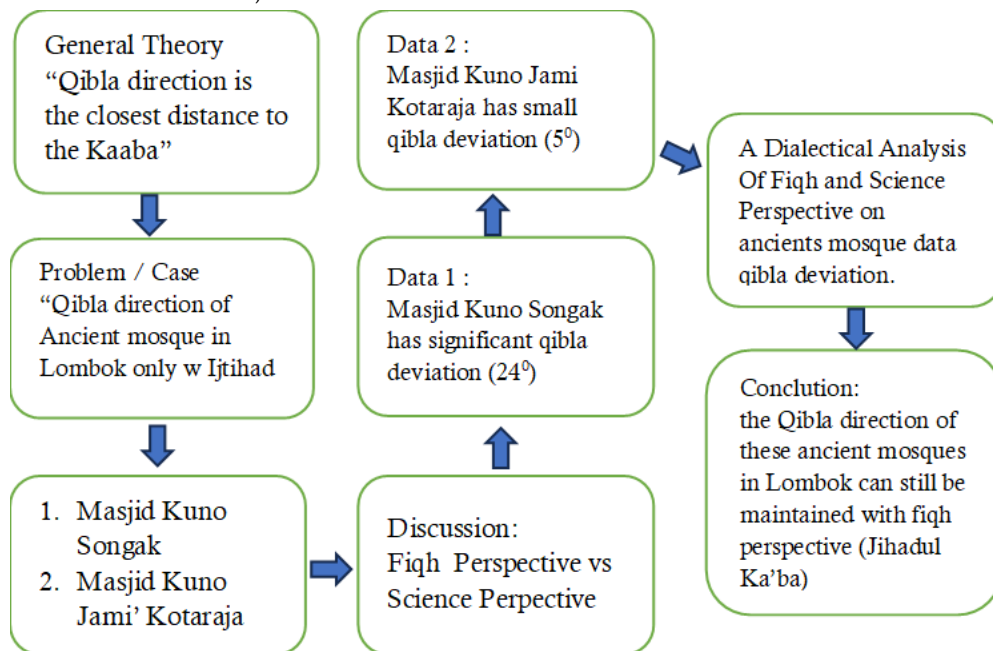 General Theory
“Qibla direction is
the closest distance to
the Kaaba”
Problem / Case
“Qibla direction of
Ancient mosque in
Lombok only w Ijtihad
1. Masjid Kuno
Songak
2. Masjid Kuno
Jami’ Kotaraja
Discussion:
Fiqh Perspective vs
Science Perpective
Data 1 :
Masjid Kuno Songak
has significant qibla
deviation (24⁰)
Data 2 :
Masjid Kuno Jami
Kotaraja has small
qibla deviation (5⁰)
A Dialectical Analysis
Of Fiqh and Science
Perspective on
ancients mosque data
qibla deviation.
Conclution:
the Qibla direction of
these ancient mosques
in Lombok can still be
maintained with fiqh
perspective (Jihadul
Ka’ba)